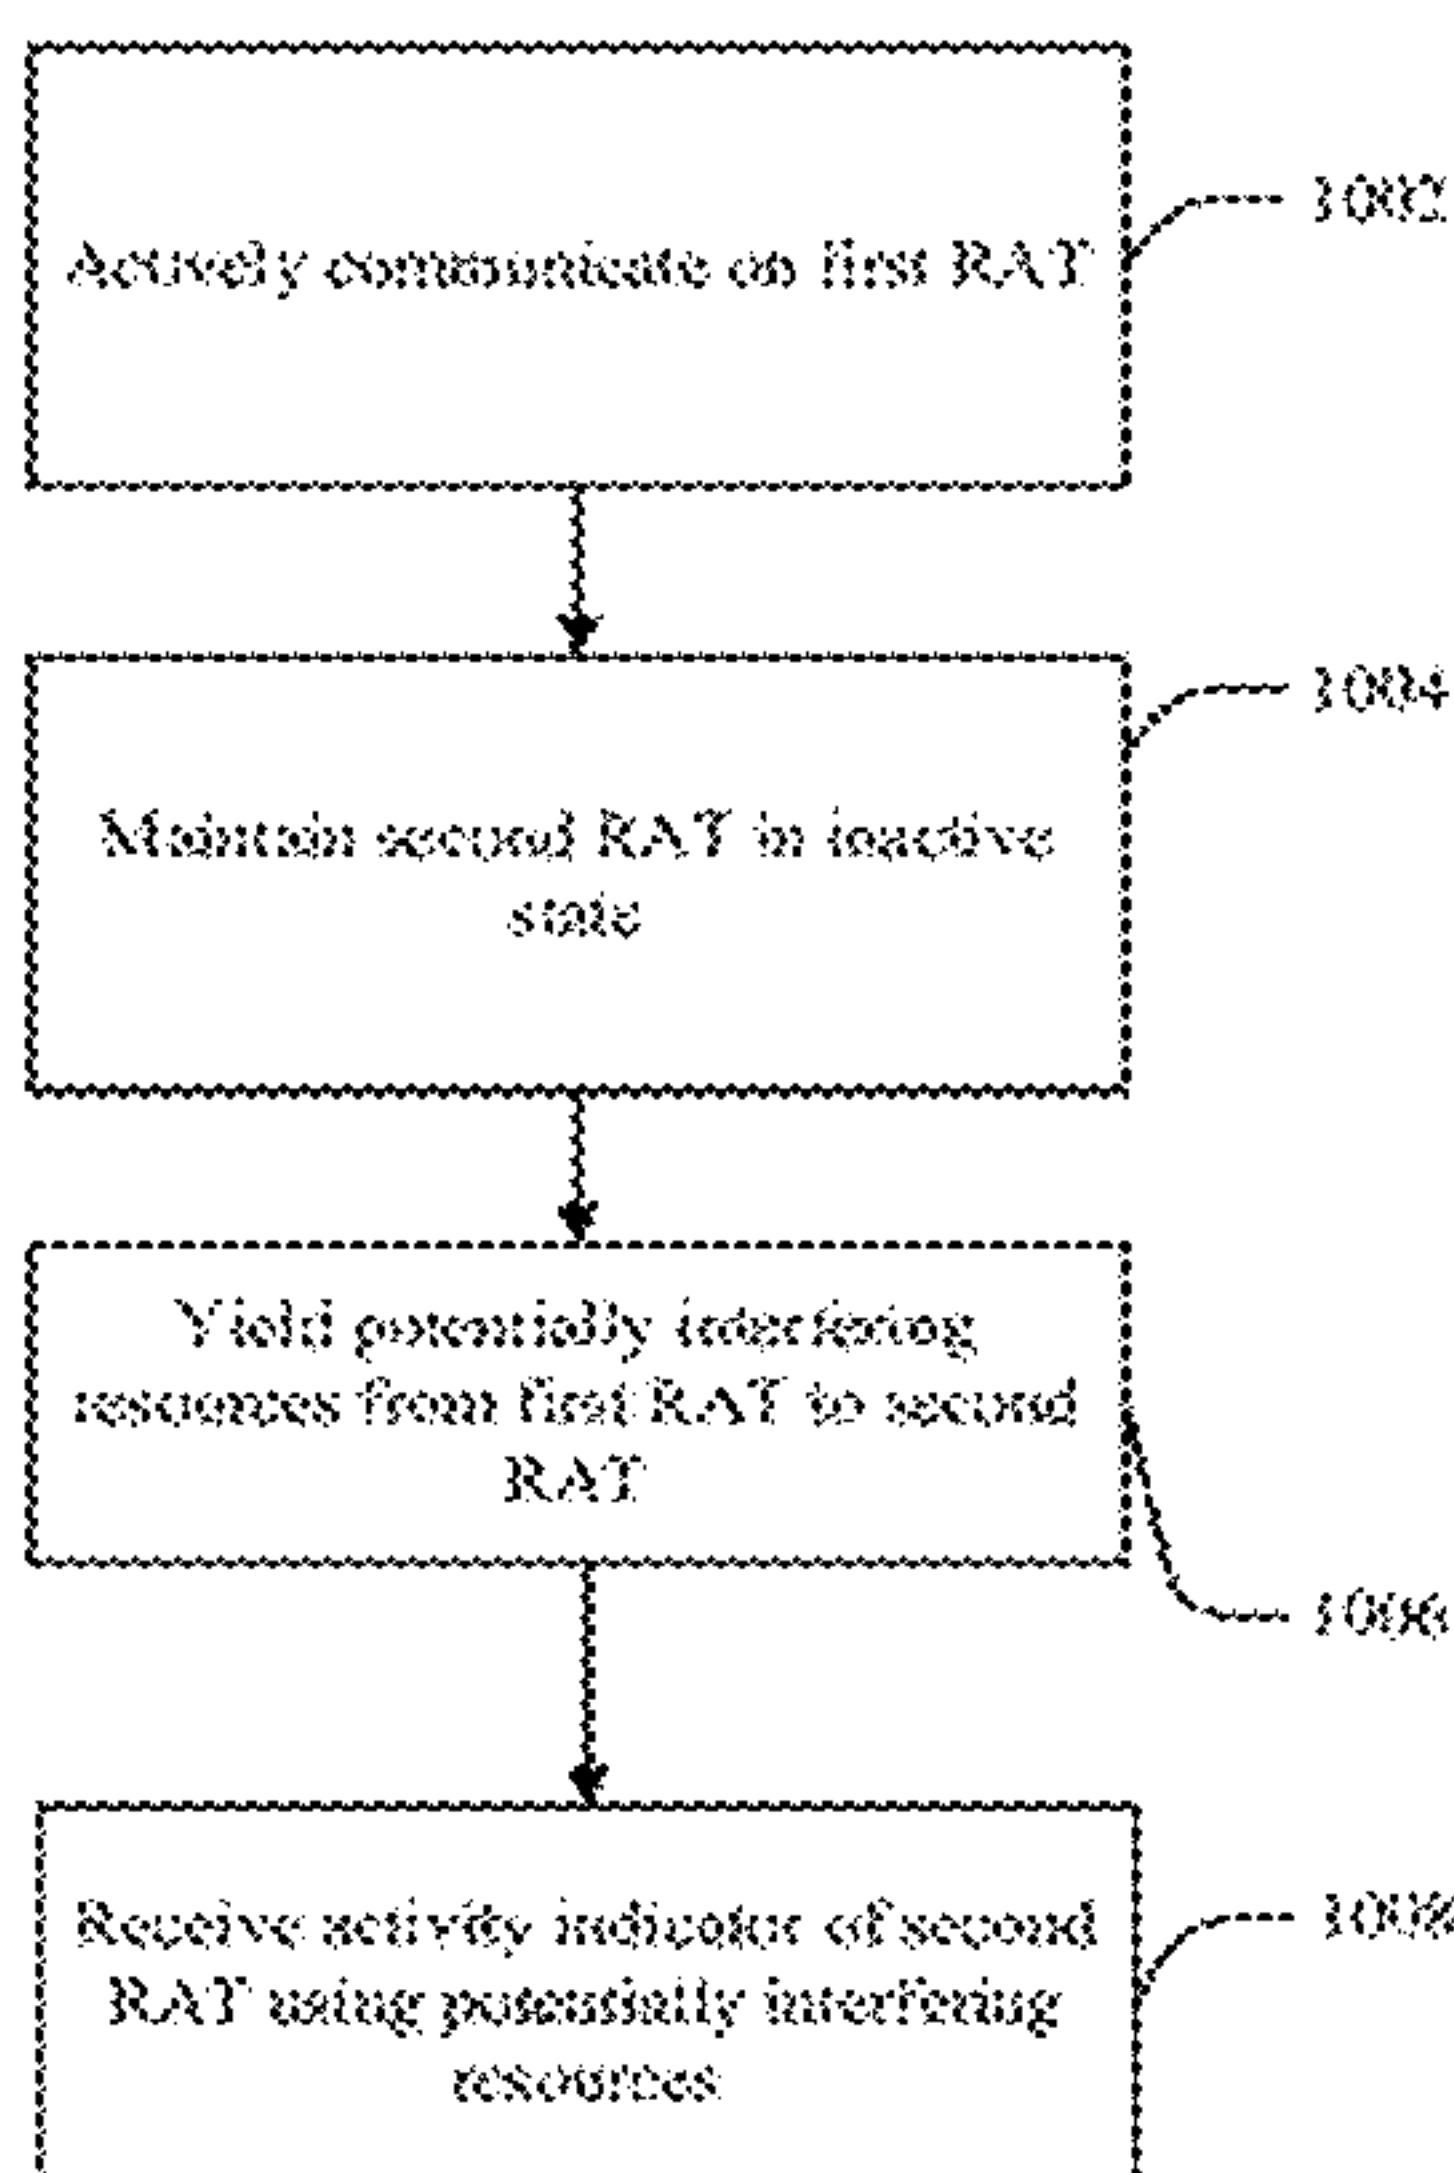 Actively communicate on first RAT
1002
Maintain second RAT in inactive
state
1004
Yield potentially interfering
resources from first RAT to second
RAT
1006
Receive activity indicator of second
RAT using potentially interfering
resources
1008